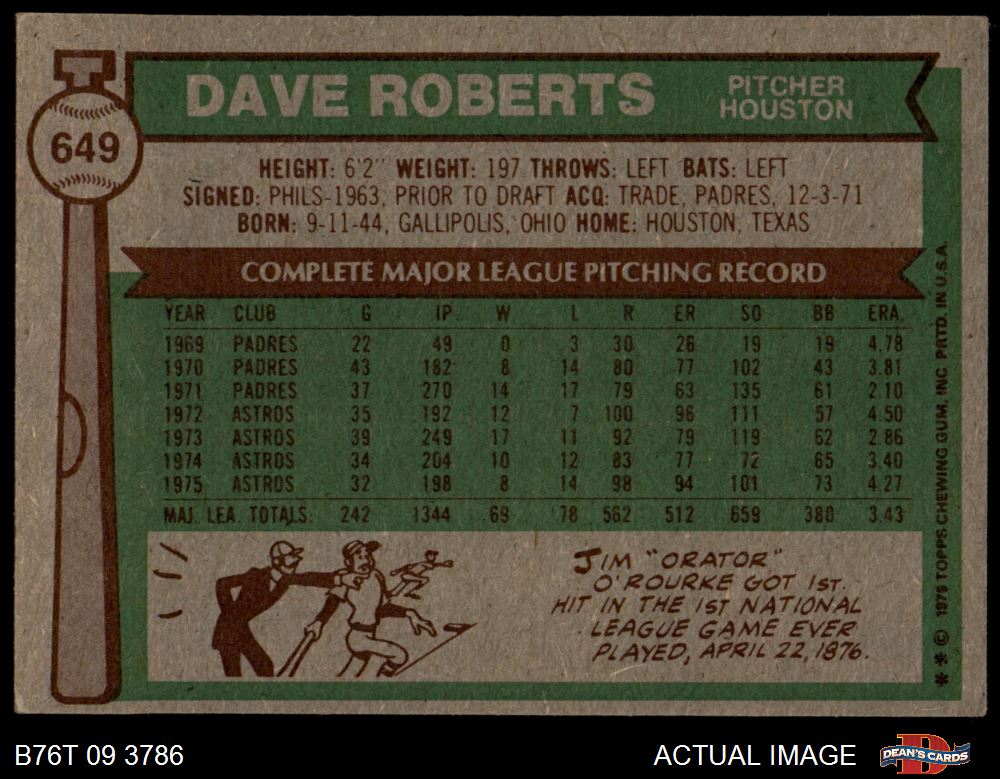 649
DAVE ROBERTS
PITCHER
HOUSTON
HEIGHT: 6'2" WEIGHT: 197 THROWS: LEFT BATS: LEFT
SIGNED: PHILS-1963, PRIOR TO DRAFT ACQ: TRADE, PADRES, 12-3-71
BORN: 9-11-44, GALLIPOLIS, OHIO HOME: HOUSTON, TEXAS
COMPLETE MAJOR LEAGUE PITCHING RECORD
YEAR CLUB G IP W L R ER SO BB ERA.
1969 PADRES 22 49 0 3 30 26 19 19 4.78
1970 PADRES 43 182 8 14 80 77 102 43 3.81
1971 PADRES 37 270 14 17 79 63 135 61 2.10
1972 ASTROS 35 192 12 7 100 96 111 57 4.50
1973 ASTROS 39 249 17 11 92 79 119 62 2.86
1974 ASTROS 34 204 10 12 83 77 72 65 3.40
1975 ASTROS 32 198 8 14 98 94 101 73 4.27
MAJ. LEA. TOTALS: 242 1344 69 78 562 512 659 380 3.43
JIM "ORATOR"
O'ROURKE GOT 1ST.
HIT IN THE 1ST NATIONAL
LEAGUE GAME EVER
PLAYED, APRIL 22, 1876.
** © 1976 TOPPS CHEWING GUM, INC PRTD. IN U.S.A.
B76T 09 3786
ACTUAL IMAGE
DEAN'S CARDS